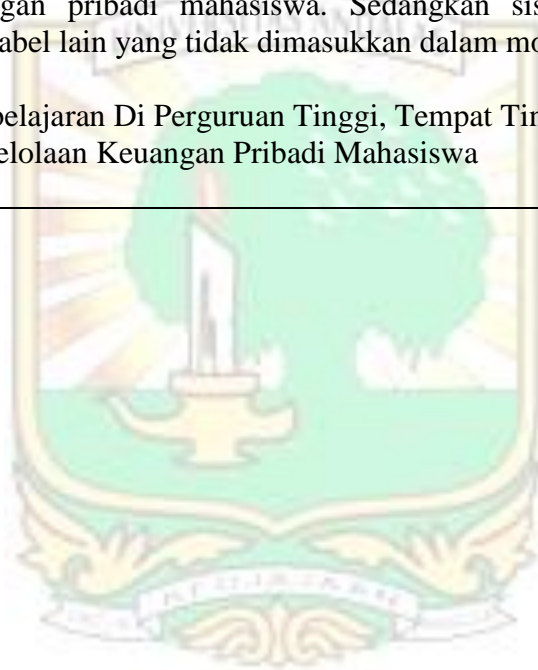 gan pribadi mahasiswa. Sedangkan sis
abel lain yang tidak dimasukkan dalam mo
belajaran Di Perguruan Tinggi, Tempat Tin
elolaan Keuangan Pribadi Mahasiswa